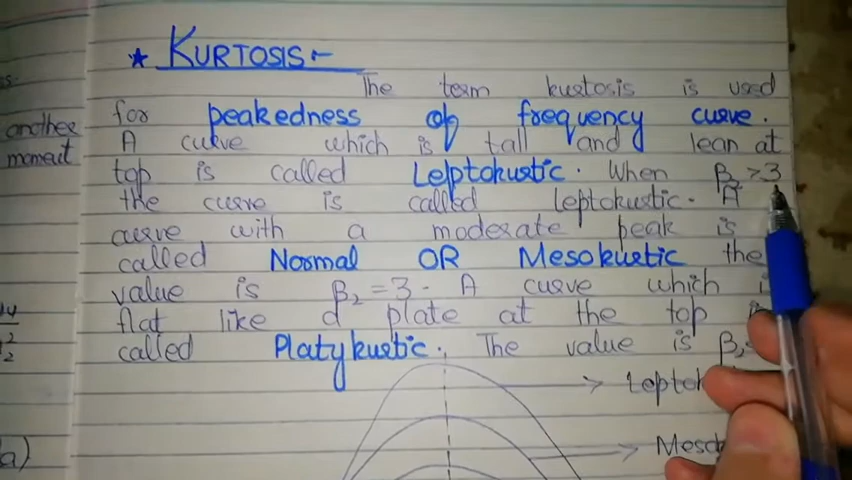 ★ KURTOSIS:-
The term kurtosis is used
for peakedness of frequency curve.
another
A curve which is tall and lean at
moment
top is called Leptokurtic. When β₂ >3
the curve is called leptokurtic. A
curve with a moderate peak is
called Normal OR Mesokurtic the
value is β₂ = 3. A curve which
flat like a plate at the top
called Platykurtic. The value is β₂
a)